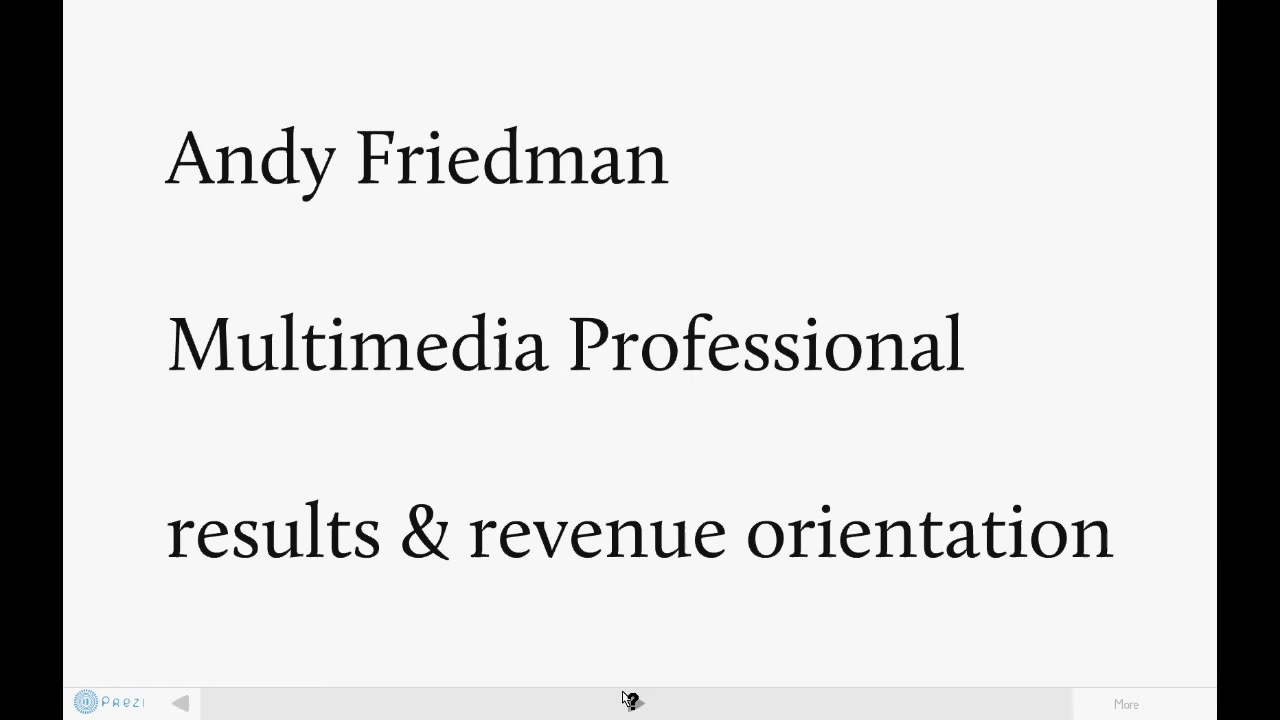 Andy Friedman
Multimedia Professional
results & revenue orientation
PREZI
More